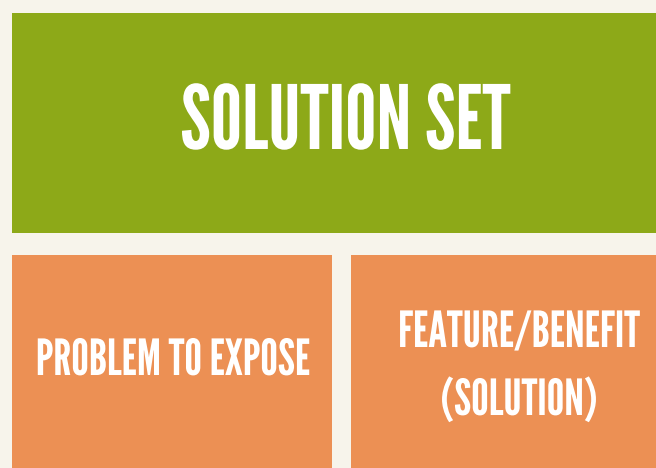 SOLUTION SET
PROBLEM TO EXPOSE
FEATURE/BENEFIT
(SOLUTION)